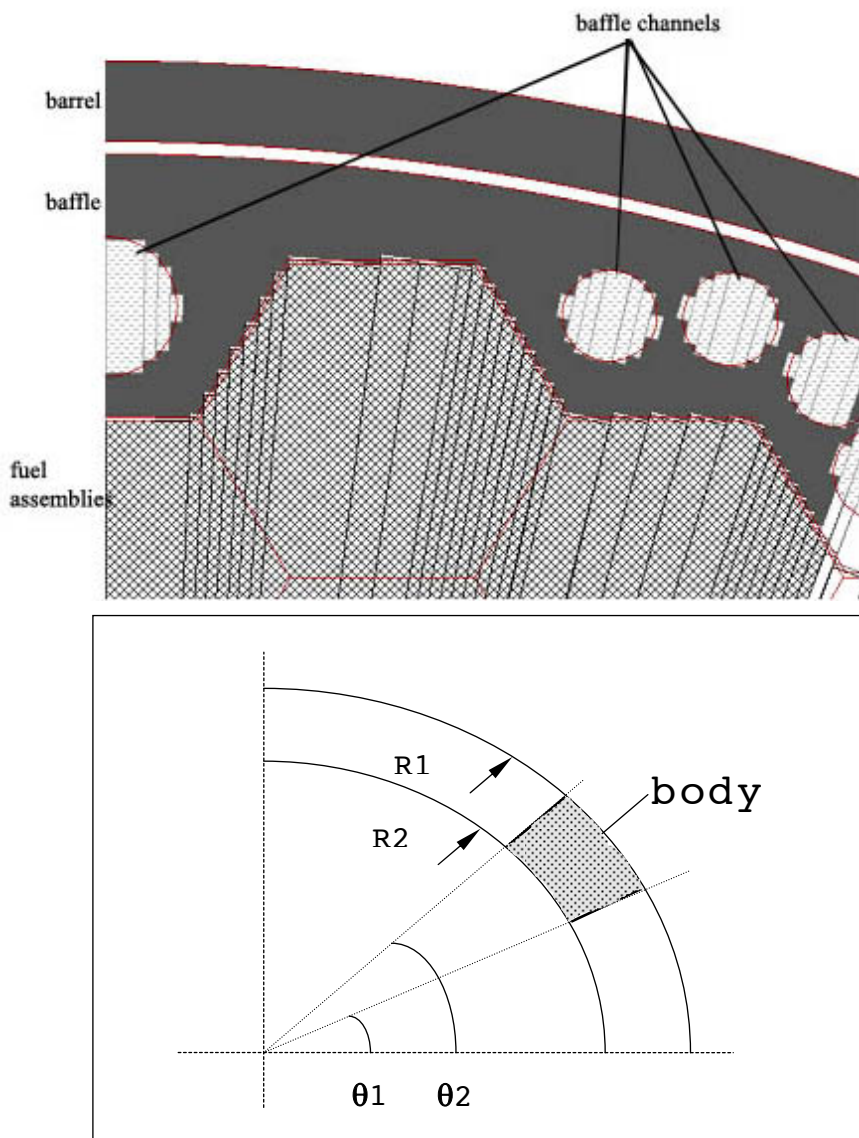 baffle channels
barrel
baffle
fuel
assemblies
R1
body
R2
θ1
θ2